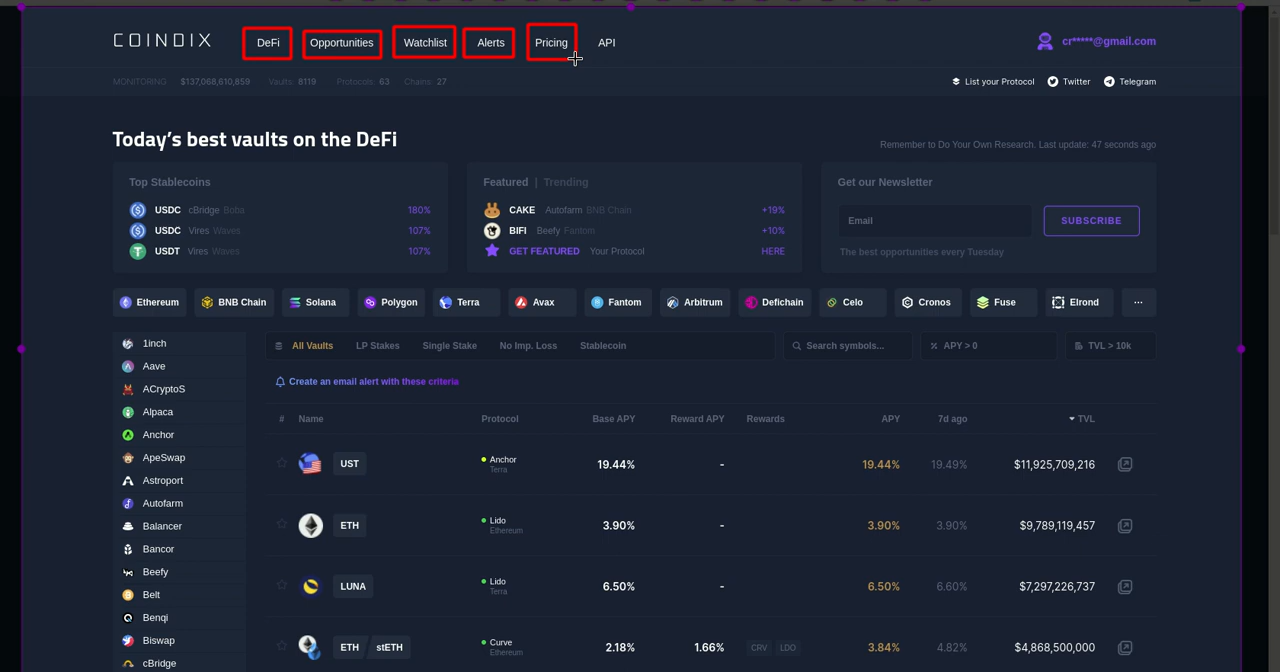 COINDIX DeFi Opportunities Watchlist Alerts Pricing API cr*****@gmail.com
MONITORING $137,068,610,859 Vaults: 8119 Protocols: 63 Chains: 27 List your Protocol Twitter Telegram
Today's best vaults on the DeFi
Remember to Do Your Own Research. Last update: 47 seconds ago
Top Stablecoins
USDC cBridge Boba 180%
USDC Vires Waves 107%
USDT Vires Waves 107%
Featured | Trending
CAKE Autofarm BNB Chain +19%
BIFI Beefy Fantom +10%
GET FEATURED Your Protocol HERE
Get our Newsletter
Email SUBSCRIBE
The best opportunities every Tuesday
Ethereum BNB Chain Solana Polygon Terra Avax Fantom Arbitrum Defichain Celo Cronos Fuse Elrond ...
1inch
Aave
ACryptoS
Alpaca
Anchor
ApeSwap
Astroport
Autofarm
Balancer
Bancor
Beefy
Belt
Benqi
Biswap
cBridge
All Vaults LP Stakes Single Stake No Imp. Loss Stablecoin Search symbols... APY > 0 TVL > 10k
Create an email alert with these criteria
# Name Protocol Base APY Reward APY Rewards APY 7d ago TVL
UST Anchor 19.44% - 19.44% 19.49% $11,925,709,216
Terra
ETH Lido 3.90% - 3.90% 3.90% $9,789,119,457
Ethereum
LUNA Lido 6.50% - 6.50% 6.60% $7,297,226,737
Terra
ETH stETH Curve 2.18% 1.66% CRV LDO 3.84% 4.82% $4,868,500,000
Ethereum